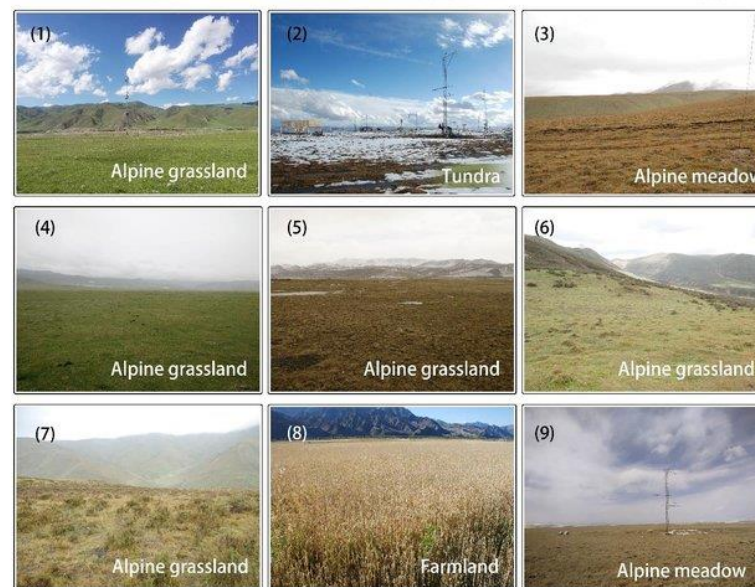 (1)
Alpine grassland
(2)
Tundra
(3)
Alpine meadow
(4)
Alpine grassland
(5)
Alpine grassland
(6)
Alpine grassland
(7)
Alpine grassland
(8)
Farmland
(9)
Alpine meadow